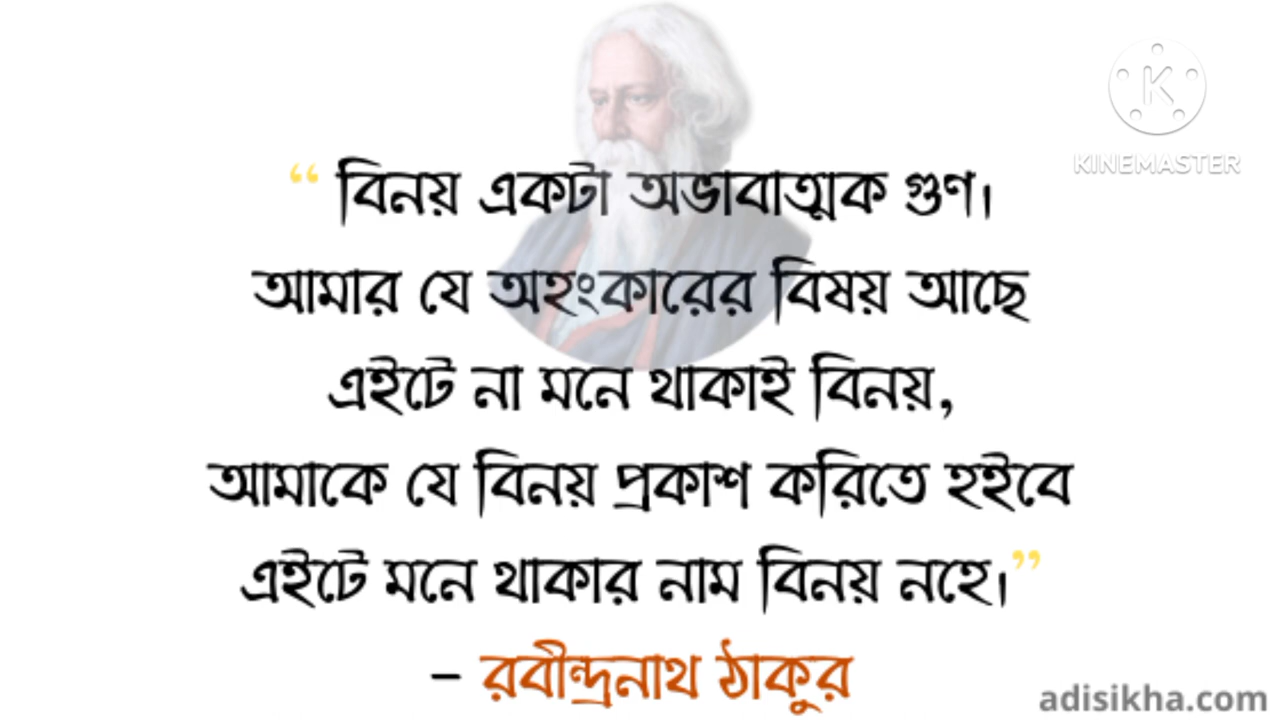 “ বিনয় একটা অভাবাত্মক গুণ।
আমার যে অহংকারের বিষয় আছে
এইটে না মনে থাকাই বিনয়,
আমাকে যে বিনয় প্রকাশ করিতে হইবে
এইটে মনে থাকার নাম বিনয় নহে।”
– রবীন্দ্রনাথ ঠাকুর
K
KINEMASTER
adisikha.com